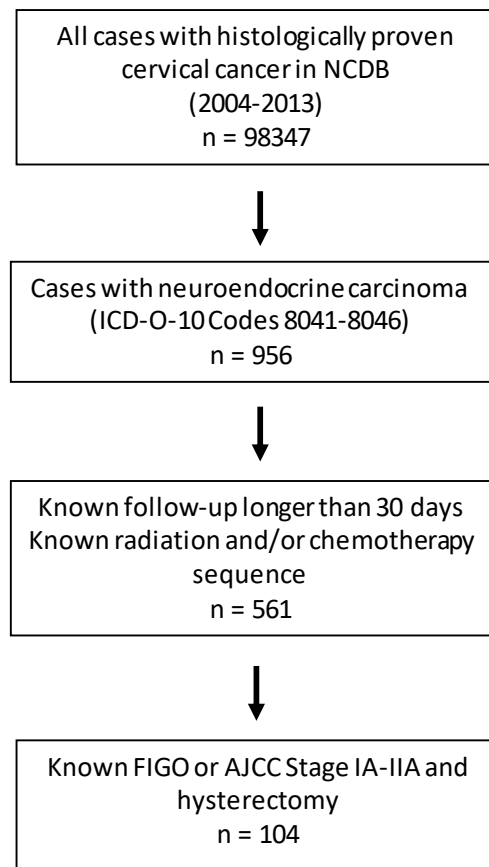 All cases with histologically proven
cervical cancer in NCDB
(2004-2013)
n = 98347
Cases with neuroendocrine carcinoma
(ICD-O-10 Codes 8041-8046)
n = 956
Known follow-up longer than 30 days
Known radiation and/or chemotherapy
sequence
n = 561
Known FIGO or AJCC Stage IA-IIA and
hysterectomy
n = 104